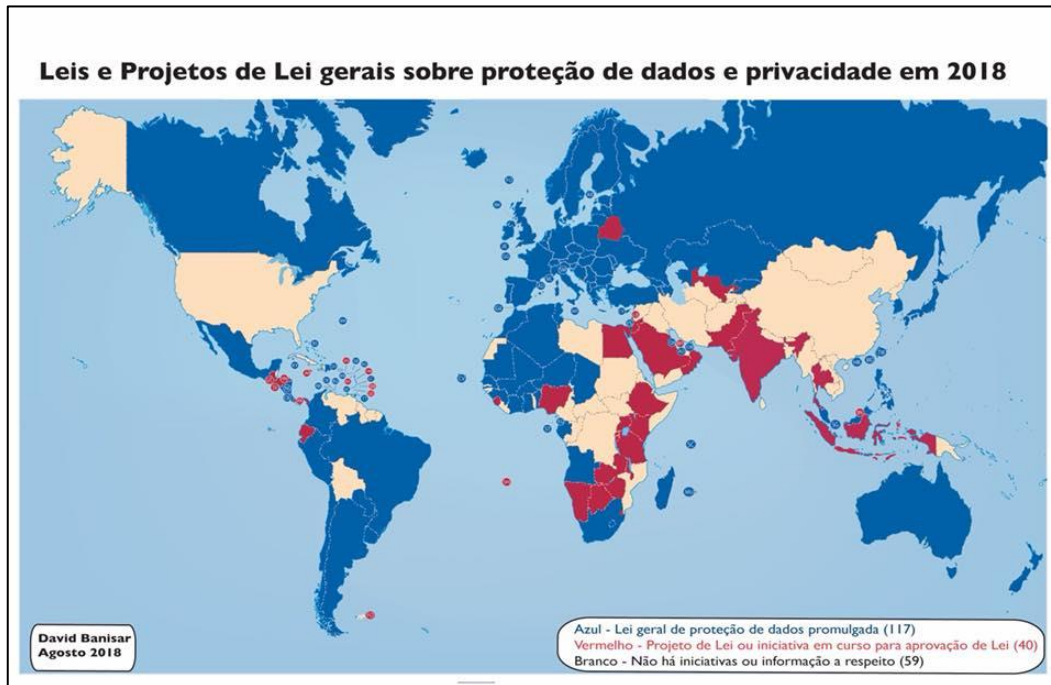 Leis e Projetos de Lei gerais sobre proteção de dados e privacidade em 2018
David Banisar
Agosto 2018
Azul - Lei geral de proteção de dados promulgada (117)
Vermelho - Projeto de Lei ou iniciativa em curso para aprovação de Lei (40)
Branco - Não há iniciativas ou informação a respeito (59)